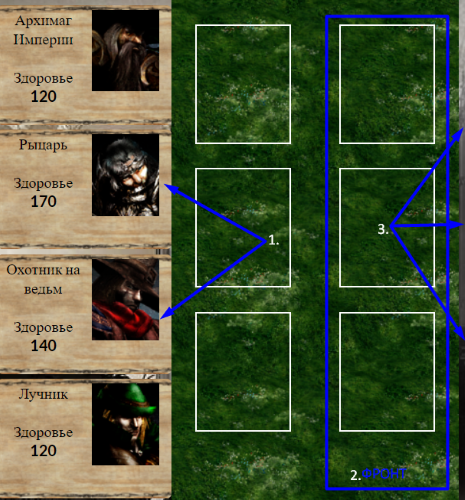 Архимаг
Империи
Здоровье
120
Рыцарь
Здоровье
170
Охотник на
ведьм
Здоровье
140
Лучник
Здоровье
120
1.
3.
2.ФРОНТ